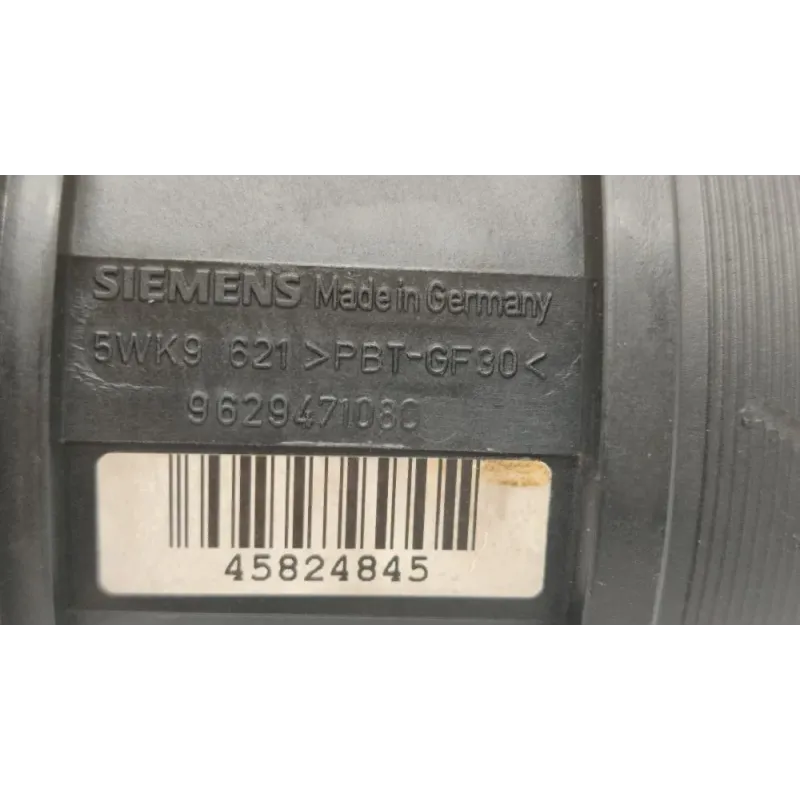 SIEMENS Made in Germany
5WK9 621 >PBT-GF30<
9629471080
45824845